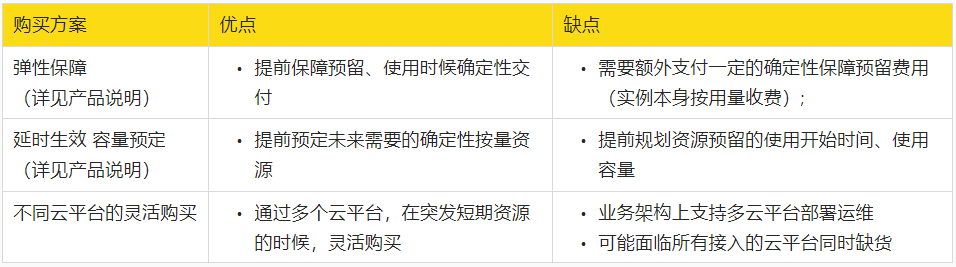 购买方案
优点
缺点
弹性保障
（详见产品说明）
• 提前保障预留、使用时候确定性交
付
• 需要额外支付一定的确定性保障预留费用
（实例本身按用量收费）;
延时生效 容量预定
（详见产品说明）
• 提前预定未来需要的确定性按量资
源
• 提前规划资源预留的使用开始时间、使用
容量
不同云平台的灵活购买
• 通过多个云平台，在突发短期资源
的时候，灵活购买
• 业务架构上支持多云平台部署运维
• 可能面临所有接入的云平台同时缺货